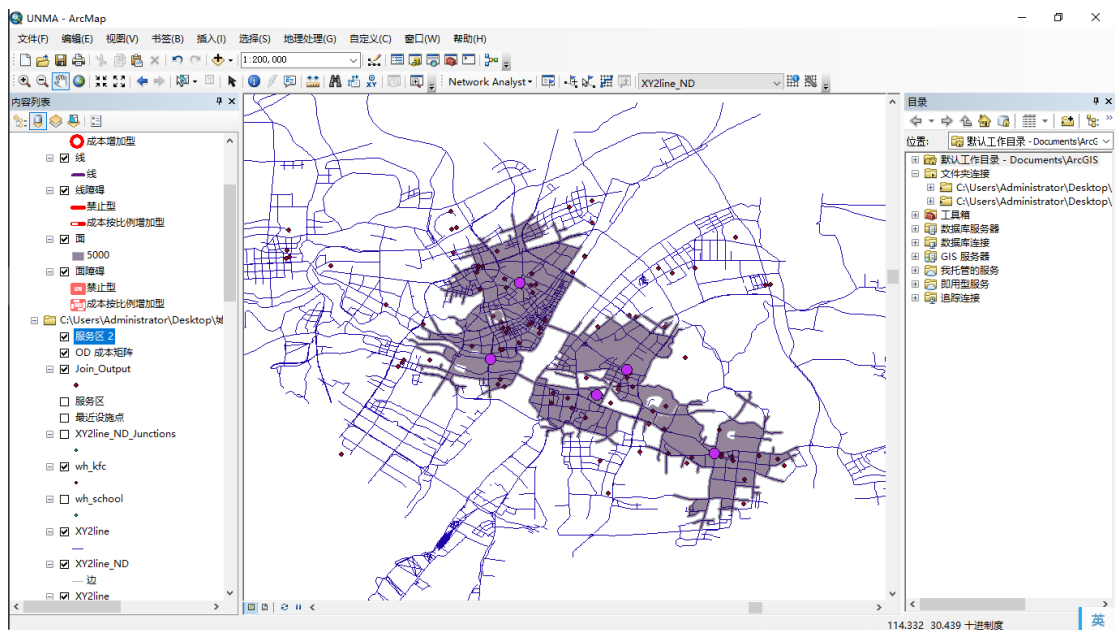 UNMA - ArcMap
文件(F) 编辑(E) 视图(V) 书签(B) 插入(I) 选择(S) 地理处理(G) 自定义(C) 窗口(W) 帮助(H)
1:200,000
Network Analyst XY2line_ND
内容列表
成本增加型
线
线
线障碍
禁止型
成本按比例增加型
面
5000
面障碍
禁止型
成本按比例增加型
C:\Users\Administrator\Desktop\城
服务区 2
OD 成本矩阵
Join_Output
服务区
最近设施点
XY2line_ND_Junctions
wh_kfc
wh_school
XY2line
XY2line_ND
边
XY2line
目录
位置: 默认工作目录 - Documents\ArcG
默认工作目录 - Documents\ArcGIS
文件夹连接
C:\Users\Administrator\Desktop\
C:\Users\Administrator\Desktop\
工具箱
数据库服务器
数据库连接
GIS 服务器
我托管的服务
即用型服务
追踪连接
114.332 30.439 十进制度
英